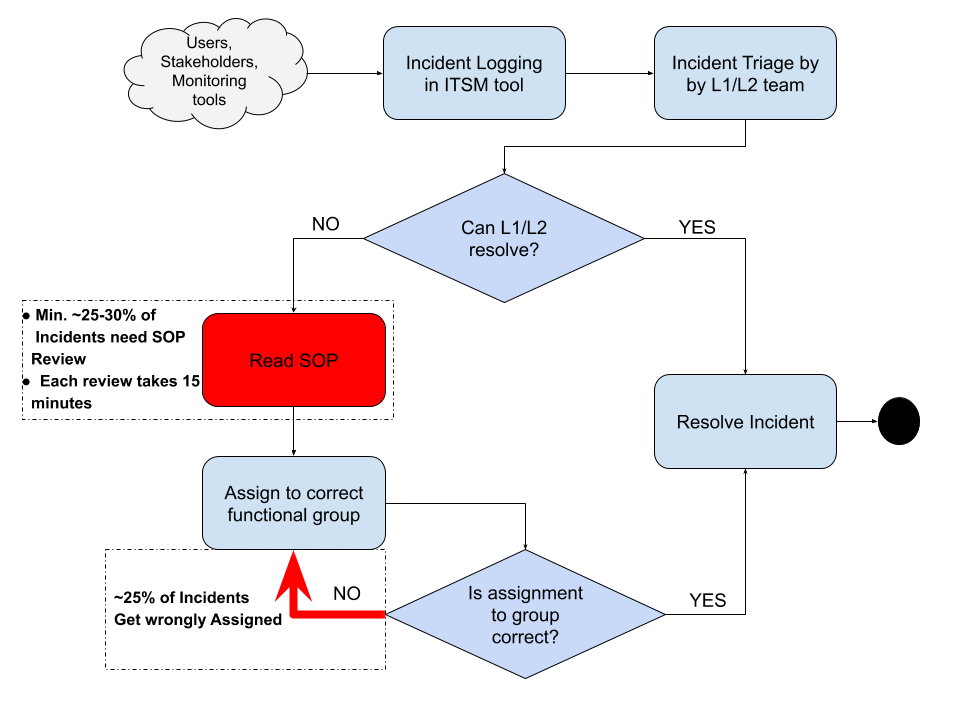 Users,
Stakeholders,
Monitoring
tools
Incident Logging
in ITSM tool
Incident Triage by
by L1/L2 team
Can L1/L2
resolve?
NO
YES
● Min. ~25-30% of
Incidents need SOP
Review
● Each review takes 15
minutes
Read SOP
Resolve Incident
Assign to correct
functional group
~25% of Incidents
Get wrongly Assigned
NO
Is assignment
to group
correct?
YES